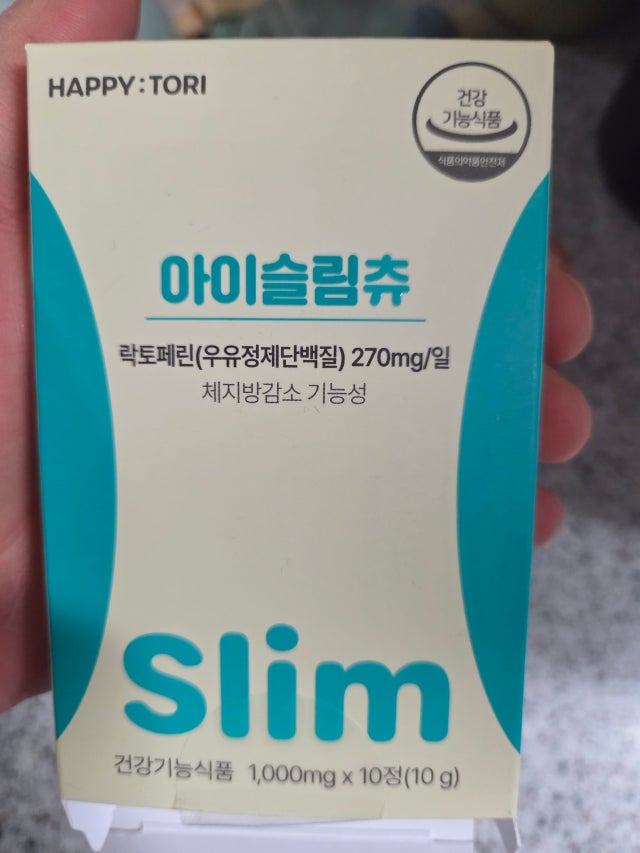 HAPPY:TORI
건강
기능식품
식품의약품안전처
아이슬림츄
락토페린(우유정제단백질) 270mg/일
체지방감소 기능성
Slim
건강기능식품 1,000mg x 10정(10 g)